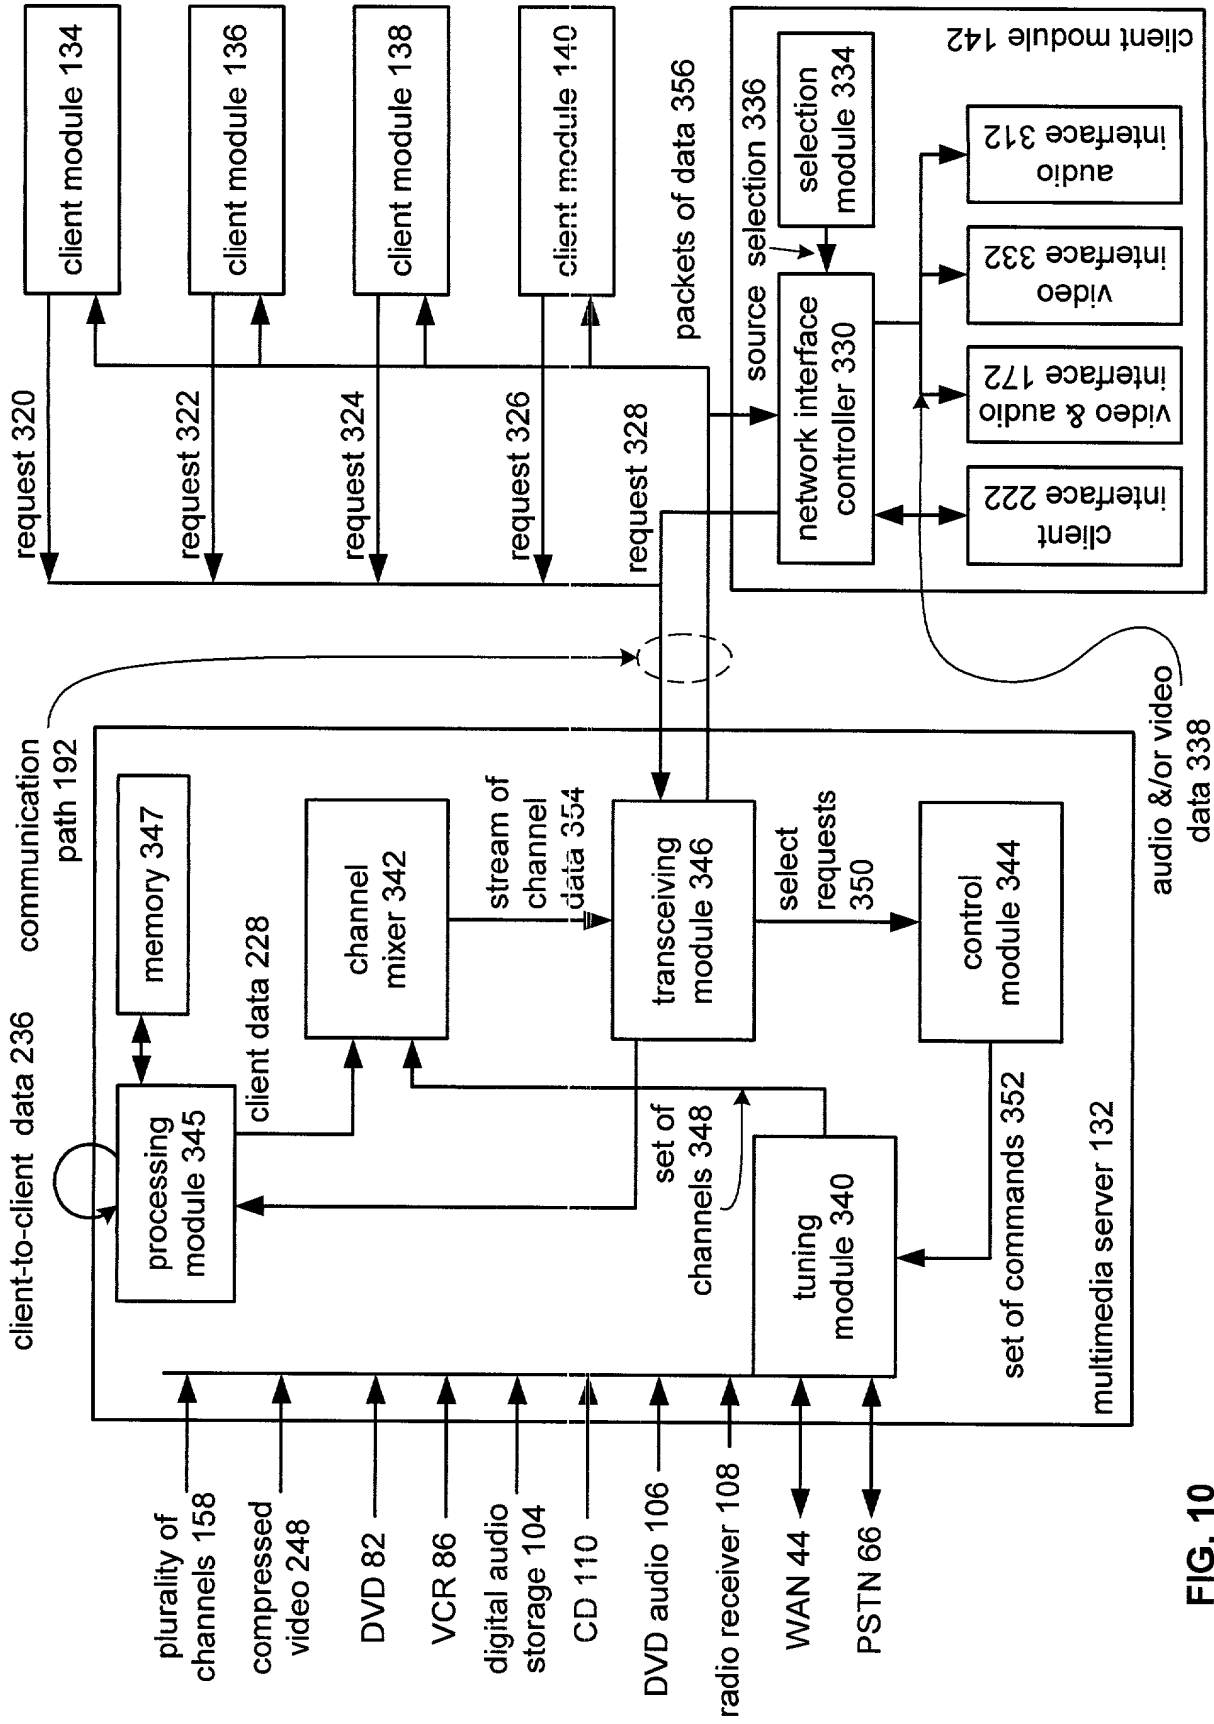 client-to-client data 236
communication
path 192
plurality of
channels 158
compressed
video 248
DVD 82
VCR 86
digital audio
storage 104
CD 110
DVD audio 106
radio receiver 108
WAN 44
PSTN 66
processing
module 345
memory 347
client data 228
channel
mixer 342
stream of
channel
data 354
set of
channels 348
transceiving
module 346
select
requests
350
tuning
module 340
control
module 344
set of commands 352
multimedia server 132
request 320
request 322
request 324
request 326
request 328
client module 134
client module 136
client module 138
client module 140
packets of data 356
source selection 336
selection
module 334
network interface
controller 330
client
interface 222
video & audio
interface 172
video
interface 332
audio
interface 312
client module 142
audio &/or video
data 338
FIG. 10